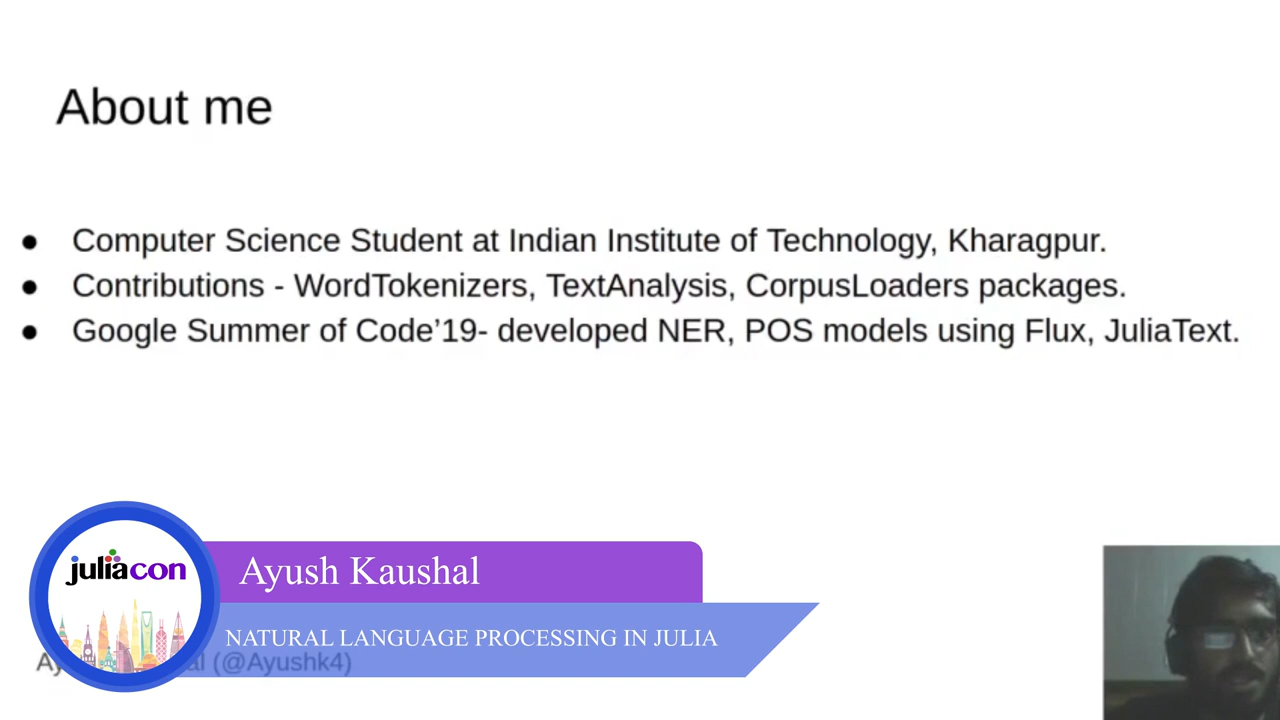 About me
● Computer Science Student at Indian Institute of Technology, Kharagpur.
● Contributions - WordTokenizers, TextAnalysis, CorpusLoaders packages.
● Google Summer of Code’19- developed NER, POS models using Flux, JuliaText.
juliacon
Ayush Kaushal
NATURAL LANGUAGE PROCESSING IN JULIA
(@Ayushk4)